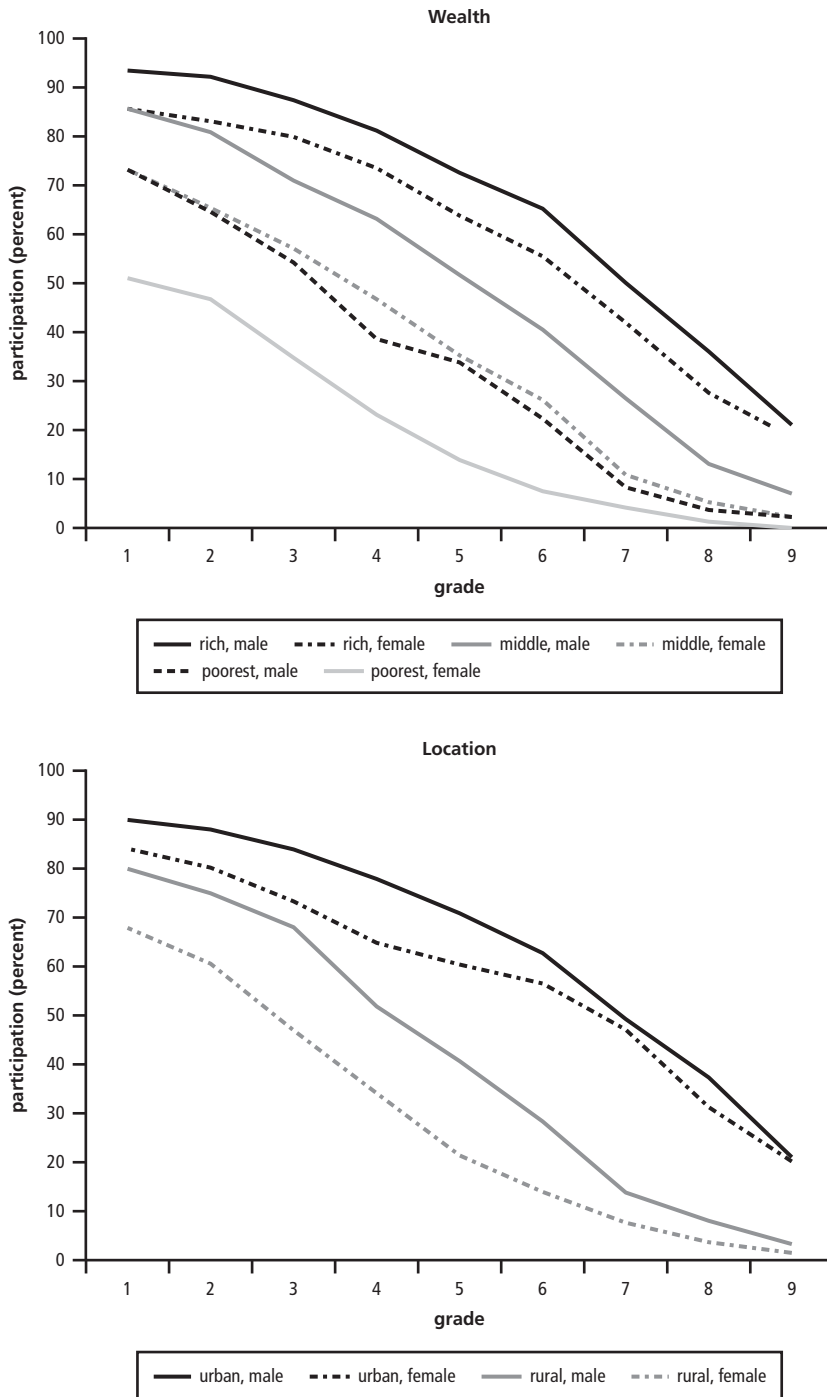 Wealth
100
90
80
70
60
50
40
30
20
10
0
participation (percent)
1 2 3 4 5 6 7 8 9
grade
rich, male rich, female middle, male middle, female
poorest, male poorest, female
Location
100
90
80
70
60
50
40
30
20
10
0
participation (percent)
1 2 3 4 5 6 7 8 9
grade
urban, male urban, female rural, male rural, female